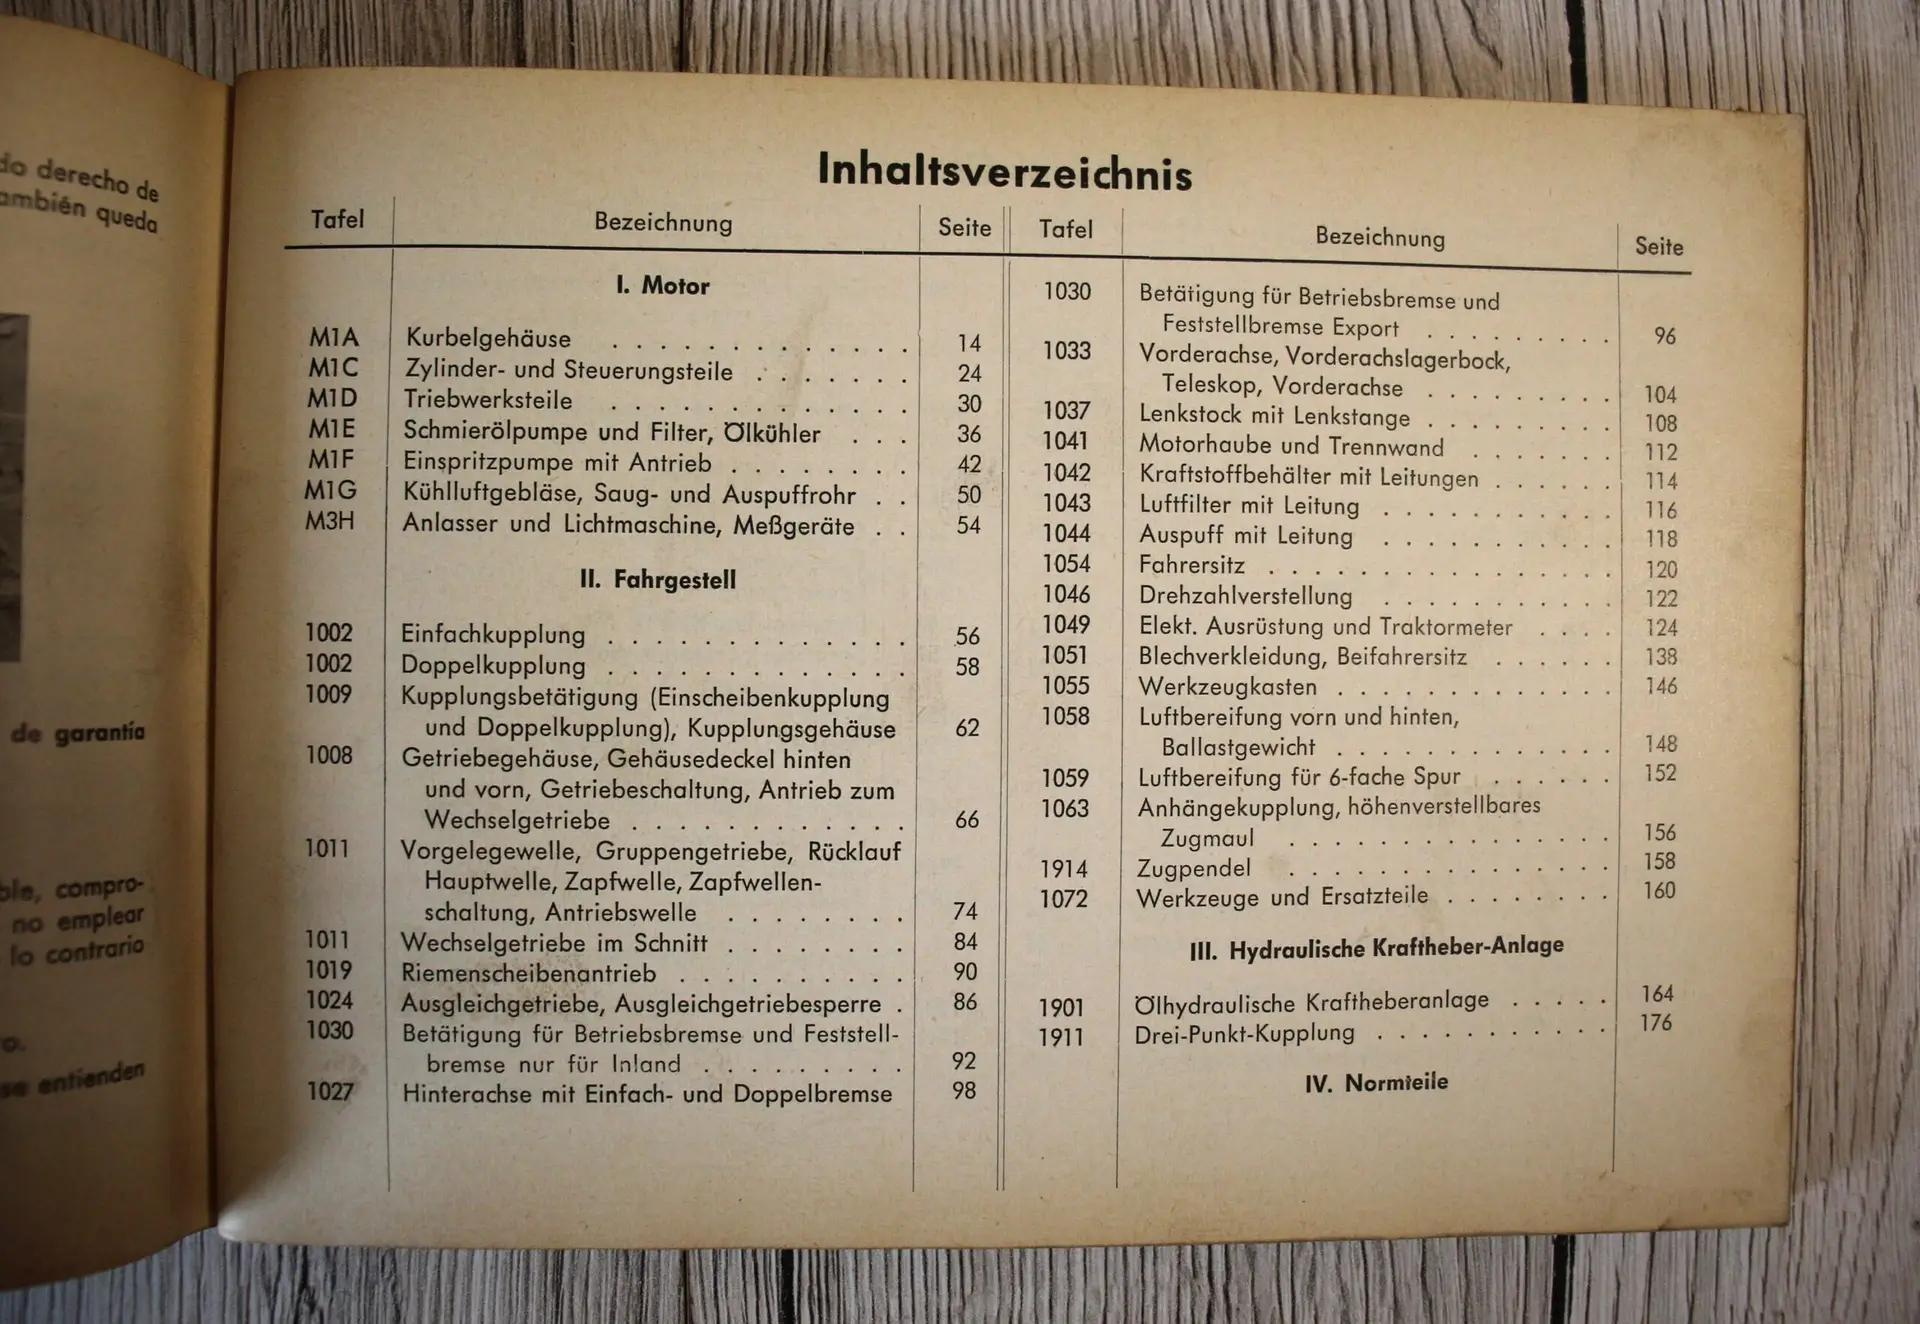 do derecho de
ambién queda
de garantía
ble, compro-
no emplear
lo contrario
o.
se entienden
Inhaltsverzeichnis
Tafel Bezeichnung Seite
I. Motor
M1A Kurbelgehäuse . . . . . . . . . . . . . 14
M1C Zylinder- und Steuerungsteile . . . . . . . 24
M1D Triebwerksteile . . . . . . . . . . . . . 30
M1E Schmierölpumpe und Filter, Ölkühler . . . 36
M1F Einspritzpumpe mit Antrieb . . . . . . . . 42
M1G Kühlluftgebläse, Saug- und Auspuffrohr . . 50
M3H Anlasser und Lichtmaschine, Meßgeräte . . 54
II. Fahrgestell
1002 Einfachkupplung . . . . . . . . . . . . . 56
1002 Doppelkupplung . . . . . . . . . . . . . 58
1009 Kupplungsbetätigung (Einscheibenkupplung
und Doppelkupplung), Kupplungsgehäuse 62
1008 Getriebegehäuse, Gehäusedeckel hinten
und vorn, Getriebeschaltung, Antrieb zum
Wechselgetriebe . . . . . . . . . . . . 66
1011 Vorgelegewelle, Gruppengetriebe, Rücklauf
Hauptwelle, Zapfwelle, Zapfwellen-
schaltung, Antriebswelle . . . . . . . . 74
1011 Wechselgetriebe im Schnitt . . . . . . . . 84
1019 Riemenscheibenantrieb . . . . . . . . . . 90
1024 Ausgleichgetriebe, Ausgleichgetriebesperre . 86
1030 Betätigung für Betriebsbremse und Feststell-
bremse nur für Inland . . . . . . . . . 92
1027 Hinterachse mit Einfach- und Doppelbremse 98
Tafel Bezeichnung Seite
1030 Betätigung für Betriebsbremse und
Feststellbremse Export . . . . . . . . . 96
1033 Vorderachse, Vorderachslagerbock,
Teleskop, Vorderachse . . . . . . . . . 104
1037 Lenkstock mit Lenkstange . . . . . . . . . 108
1041 Motorhaube und Trennwand . . . . . . . 112
1042 Kraftstoffbehälter mit Leitungen . . . . . . 114
1043 Luftfilter mit Leitung . . . . . . . . . . . 116
1044 Auspuff mit Leitung . . . . . . . . . . . 118
1054 Fahrersitz . . . . . . . . . . . . . . . . 120
1046 Drehzahlverstellung . . . . . . . . . . . 122
1049 Elekt. Ausrüstung und Traktormeter . . . . 124
1051 Blechverkleidung, Beifahrersitz . . . . . . 138
1055 Werkzeugkasten . . . . . . . . . . . . . 146
1058 Luftbereifung vorn und hinten,
Ballastgewicht . . . . . . . . . . . . . 148
1059 Luftbereifung für 6-fache Spur . . . . . . 152
1063 Anhängekupplung, höhenverstellbares
Zugmaul . . . . . . . . . . . . . . 156
1914 Zugpendel . . . . . . . . . . . . . . 158
1072 Werkzeuge und Ersatzteile . . . . . . . . 160
III. Hydraulische Kraftheber-Anlage
1901 Ölhydraulische Kraftheberanlage . . . . . 164
1911 Drei-Punkt-Kupplung . . . . . . . . . . . 176
IV. Normteile